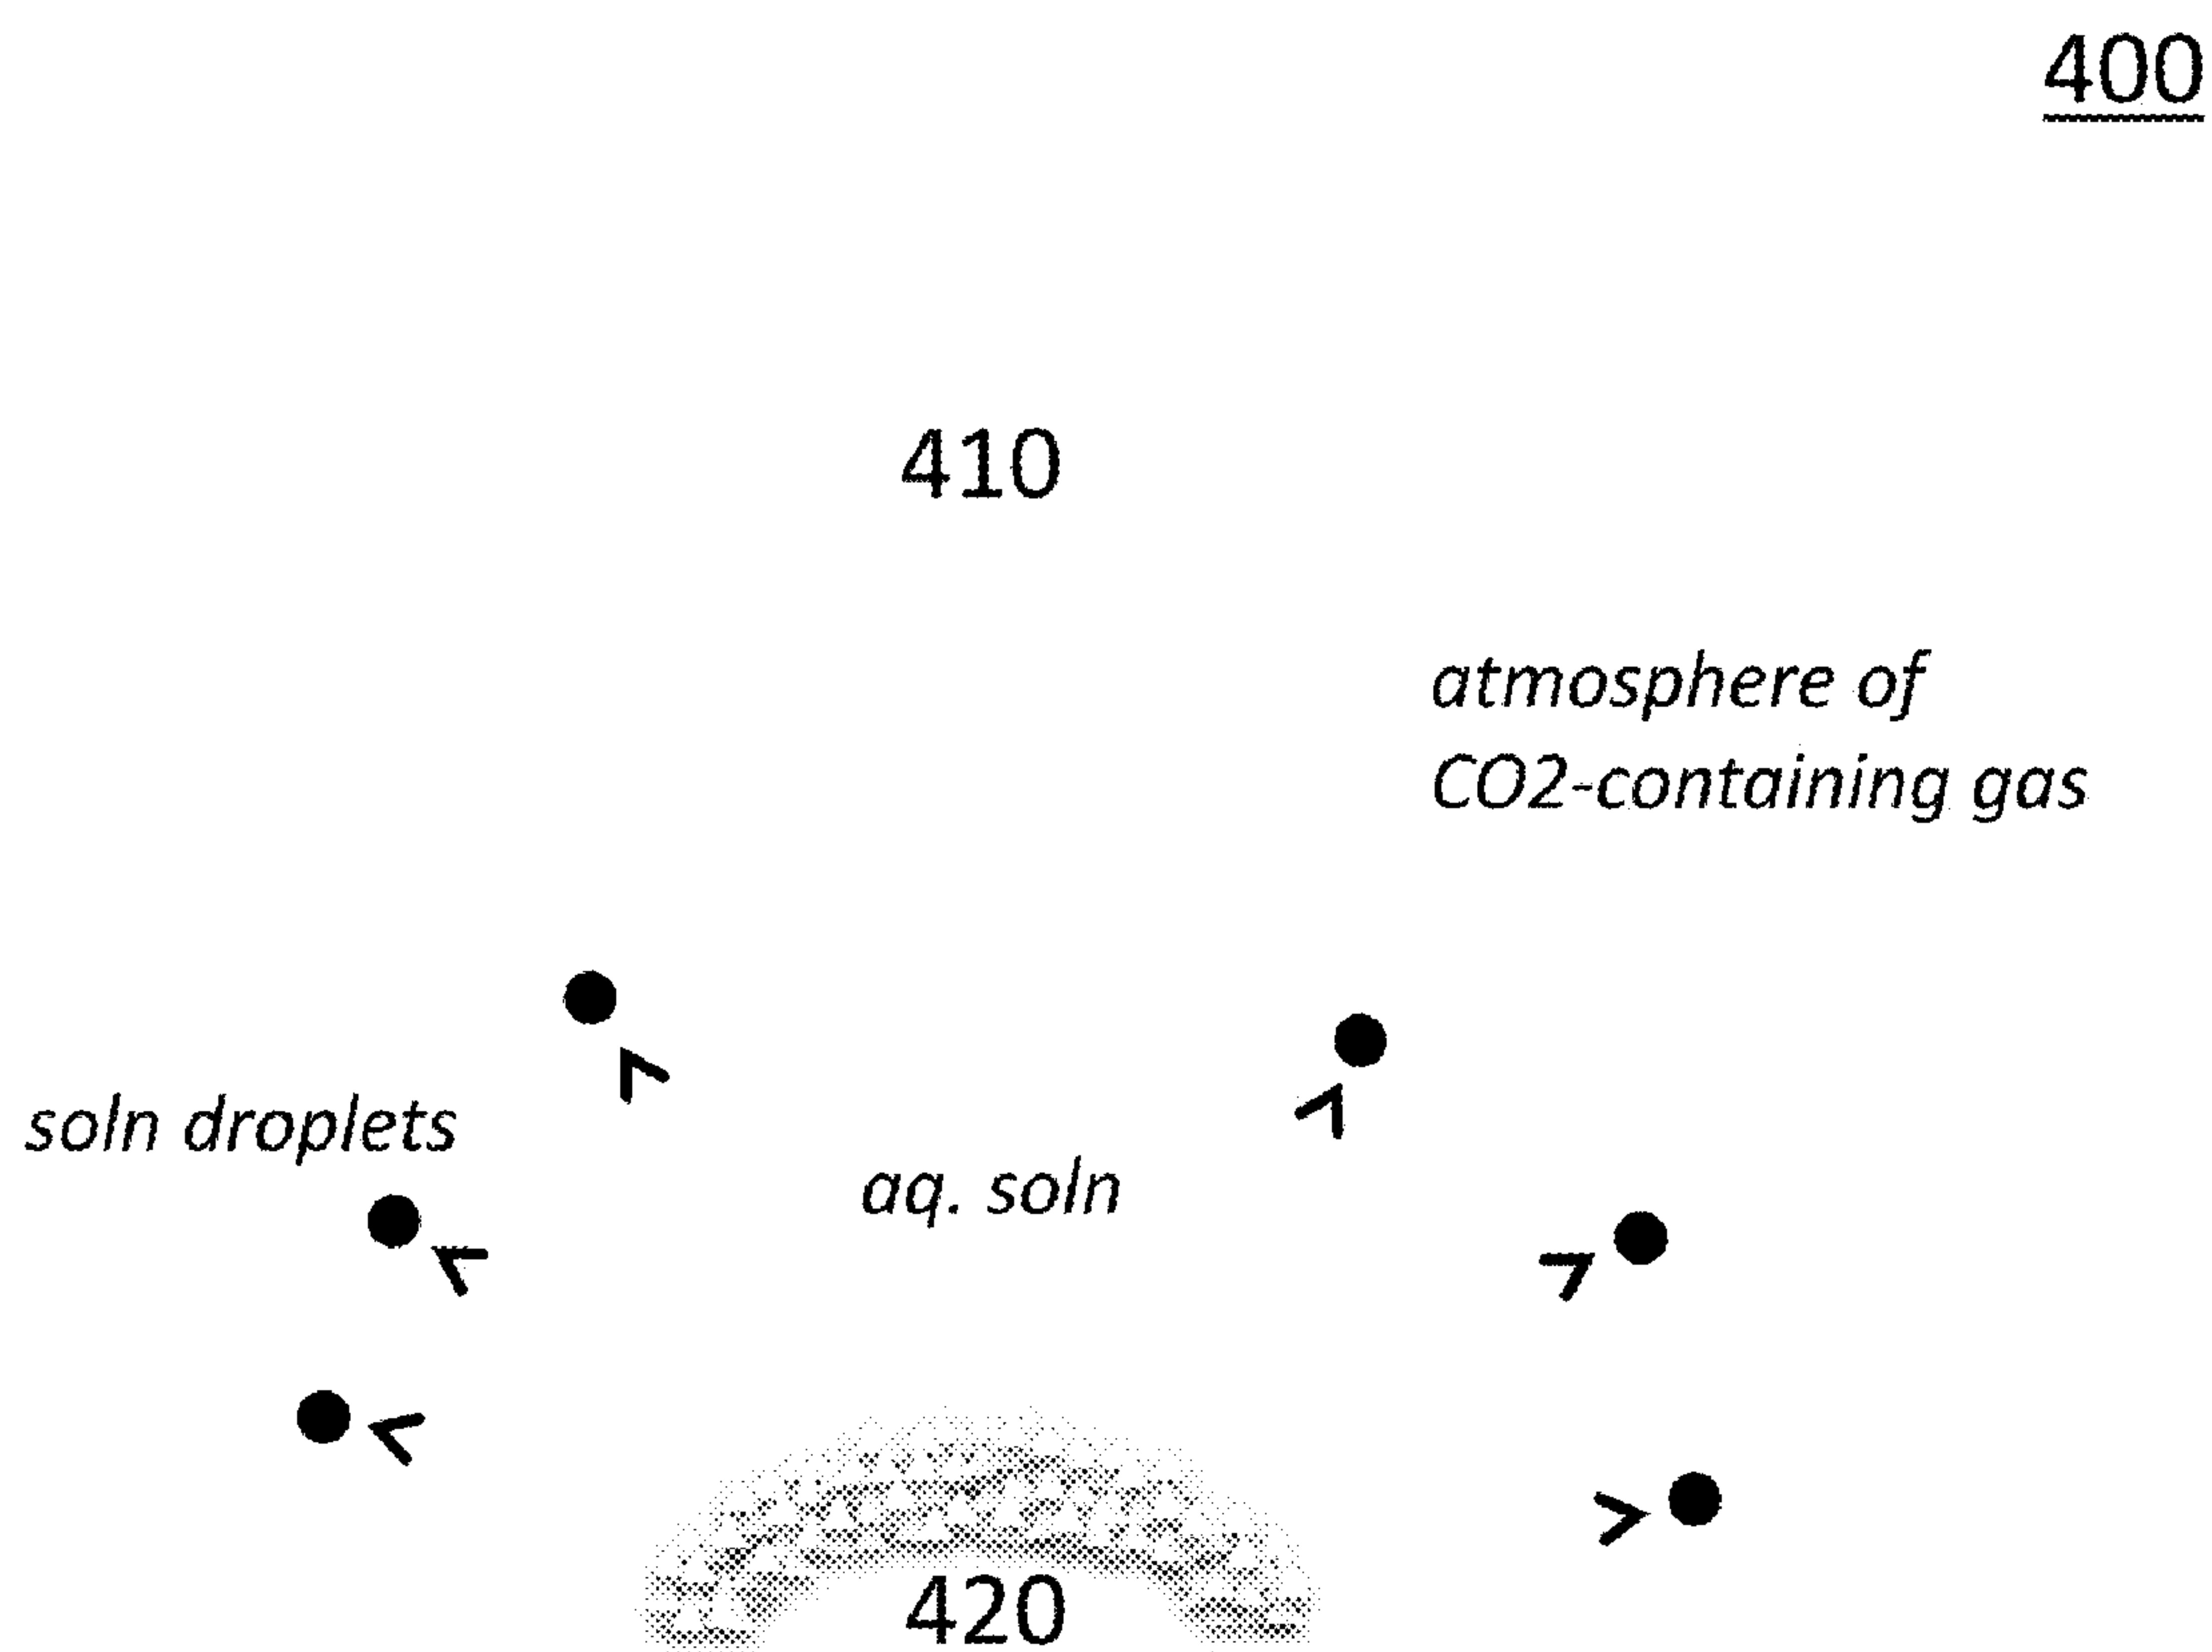 400
410
atmosphere of
CO2-containing gas
soln droplets
aq. soln
420